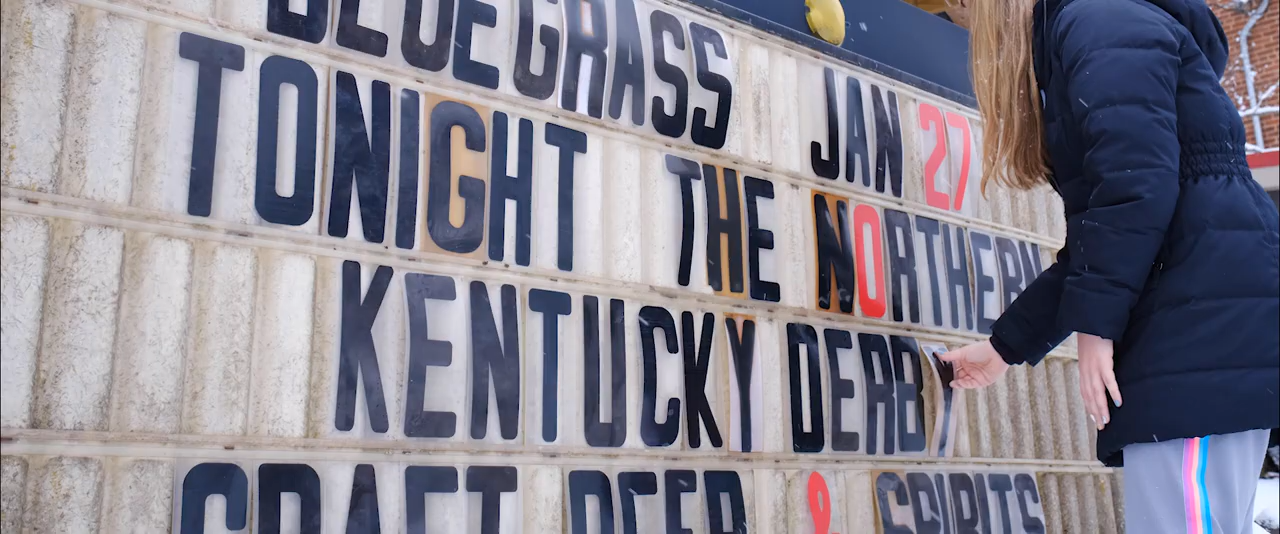 BLUEGRASS JAN 27
TONIGHT THE NORTHERN
KENTUCKY DERBY
CRAFT BEER & SPIRITS